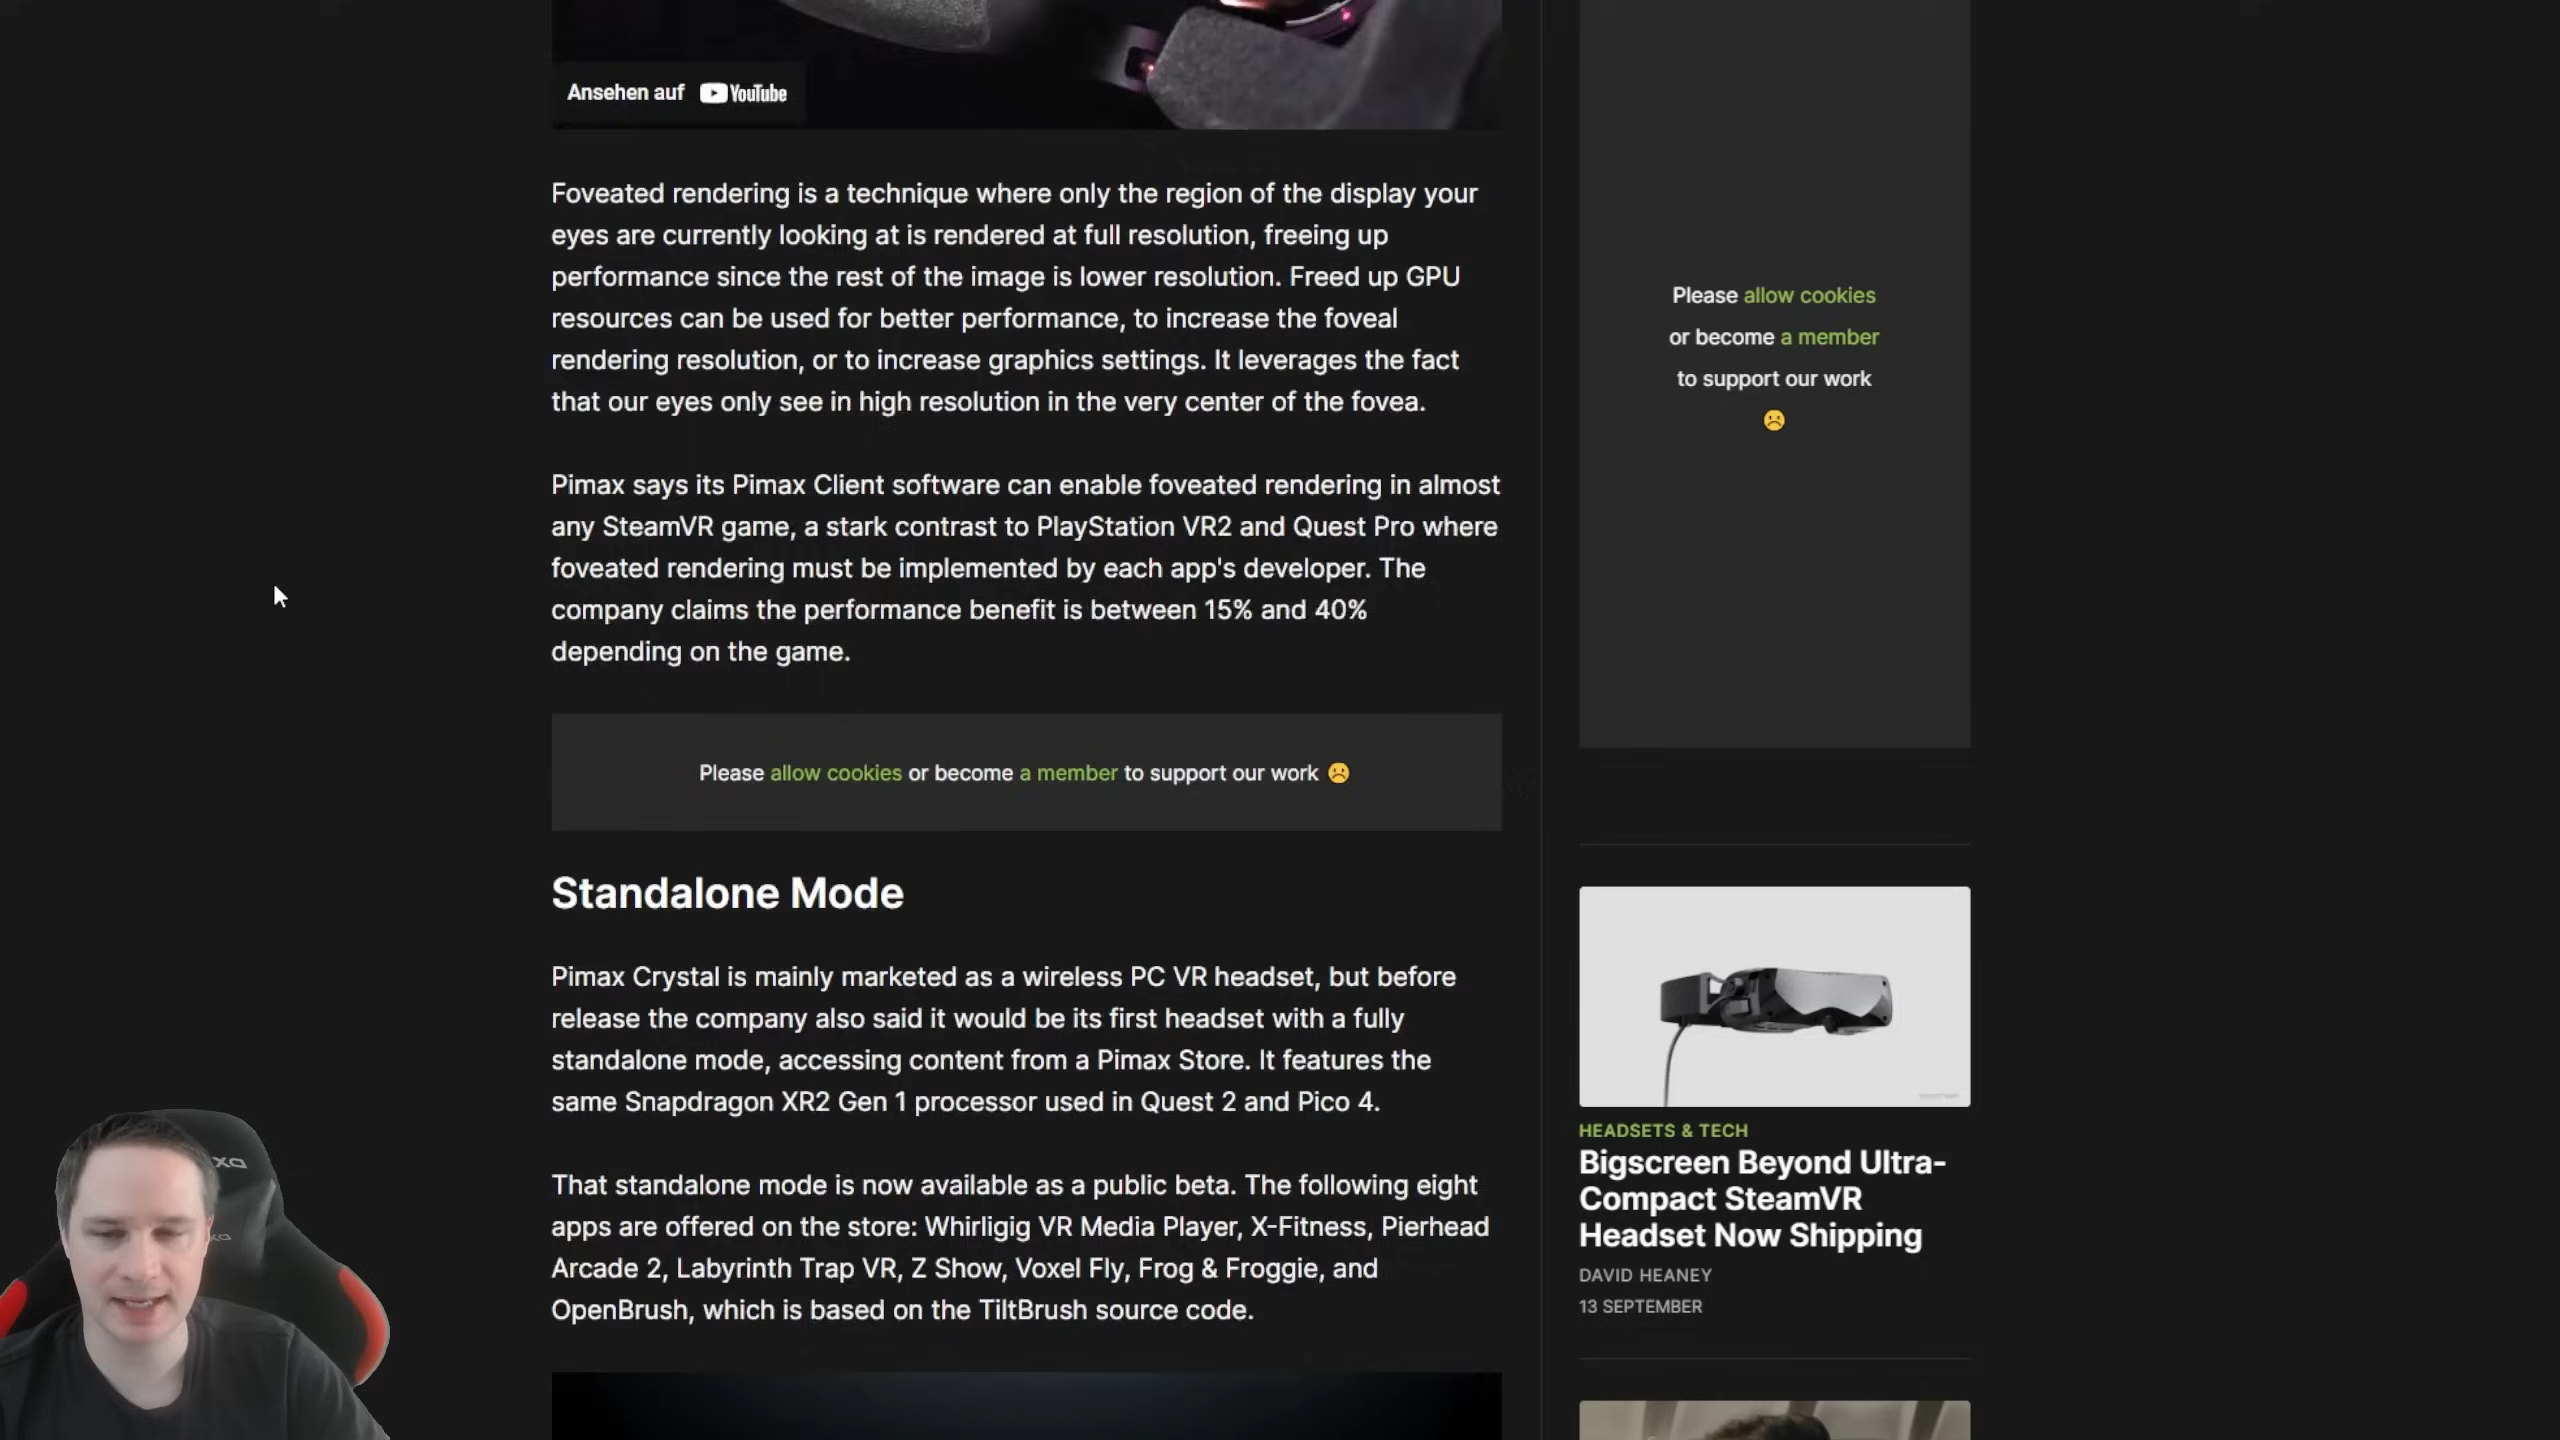 Ansehen auf YouTube
Foveated rendering is a technique where only the region of the display your
eyes are currently looking at is rendered at full resolution, freeing up
performance since the rest of the image is lower resolution. Freed up GPU
resources can be used for better performance, to increase the foveal
rendering resolution, or to increase graphics settings. It leverages the fact
that our eyes only see in high resolution in the very center of the fovea.
Pimax says its Pimax Client software can enable foveated rendering in almost
any SteamVR game, a stark contrast to PlayStation VR2 and Quest Pro where
foveated rendering must be implemented by each app's developer. The
company claims the performance benefit is between 15% and 40%
depending on the game.
Please allow cookies or become a member to support our work ☹️
Standalone Mode
Pimax Crystal is mainly marketed as a wireless PC VR headset, but before
release the company also said it would be its first headset with a fully
standalone mode, accessing content from a Pimax Store. It features the
same Snapdragon XR2 Gen 1 processor used in Quest 2 and Pico 4.
That standalone mode is now available as a public beta. The following eight
apps are offered on the store: Whirligig VR Media Player, X-Fitness, Pierhead
Arcade 2, Labyrinth Trap VR, Z Show, Voxel Fly, Frog & Froggie, and
OpenBrush, which is based on the TiltBrush source code.
Please allow cookies
or become a member
to support our work
☹️
HEADSETS & TECH
Bigscreen Beyond Ultra-
Compact SteamVR
Headset Now Shipping
DAVID HEANEY
13 SEPTEMBER